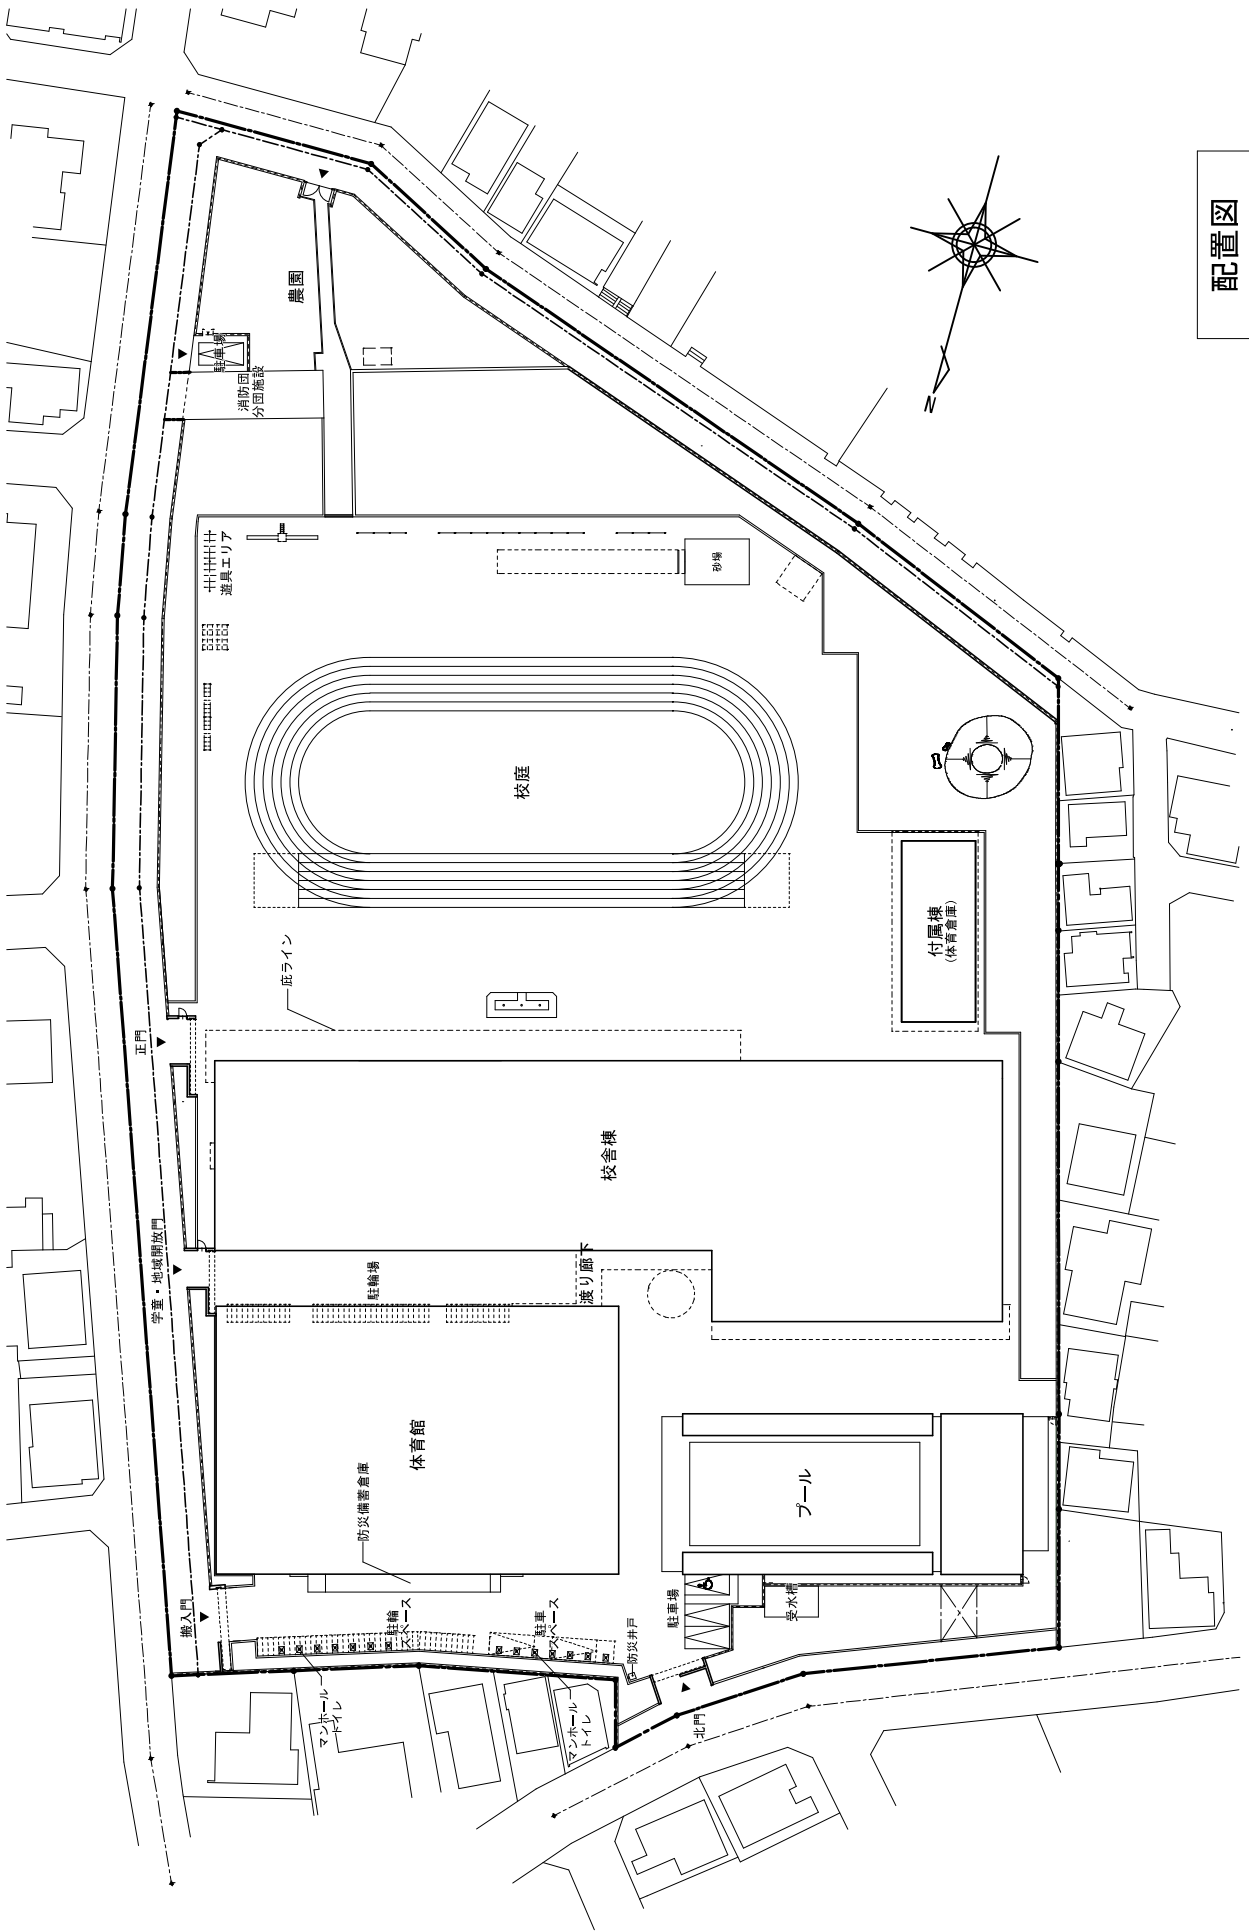 配置図
N
農園
駐車場
消防団
分団施設
遊具エリア
砂場
校庭
庇ライン
付属棟
(体育倉庫)
正門
校舎棟
学童・地域開放門
駐輪場
渡り廊下
体育館
防災備蓄倉庫
プール
搬入門
駐輪
スペース
駐車
スペース
駐車場
受水槽
防災井戸
マンホール
トイレ
マンホール
トイレ
北門